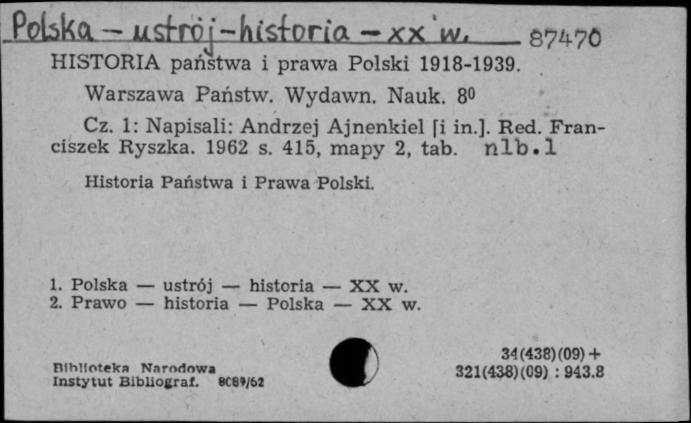 Polska – ustrój – historia – XX w. 87470
HISTORIA państwa i prawa Polski 1918-1939.
Warszawa Państw. Wydawn. Nauk. 8⁰
Cz. 1: Napisali: Andrzej Ajnenkiel [i in.]. Red. Fran-
ciszek Ryszka. 1962 s. 415, mapy 2, tab. nlb.1
Historia Państwa i Prawa Polski.
1. Polska — ustrój — historia — XX w.
2. Prawo — historia — Polska — XX w.
34(438)(09) +
Biblioteka Narodowa
321(438)(09) : 943.8
Instytut Bibliograf. 8C89/62